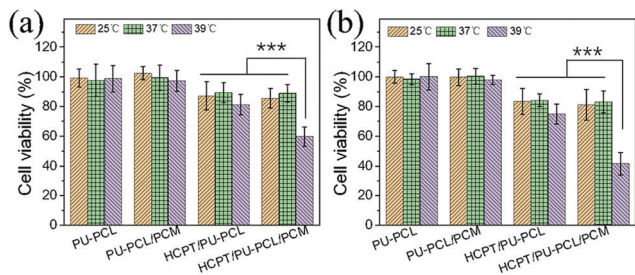 (a)
25℃ 37℃ 39℃
***
Cell viability (%)
120
100
80
60
40
20
0
PU-PCL
PU-PCL/PCM
HCPT/PU-PCL
HCPT/PU-PCL/PCM
(b)
25℃ 37℃ 39℃
***
Cell viability (%)
120
100
80
60
40
20
0
PU-PCL
PU-PCL/PCM
HCPT/PU-PCL
HCPT/PU-PCL/PCM